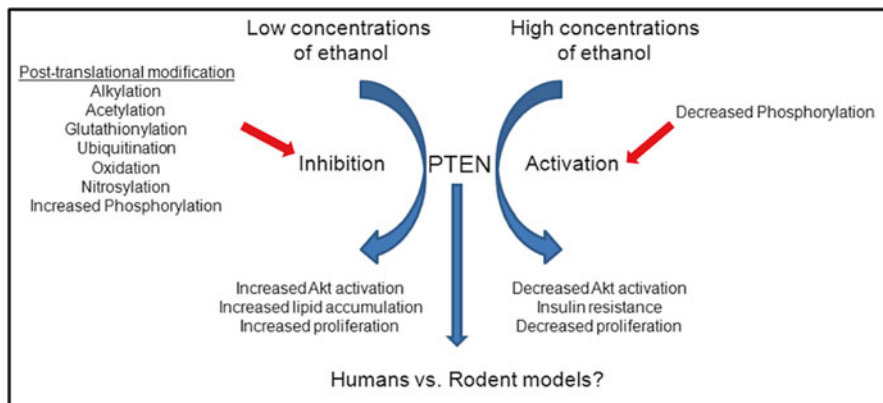 Low concentrations
of ethanol
High concentrations
of ethanol
Post-translational modification
Alkylation
Acetylation
Glutathionylation
Ubiquitination
Oxidation
Nitrosylation
Increased Phosphorylation
Decreased Phosphorylation
Inhibition
PTEN
Activation
Increased Akt activation
Increased lipid accumulation
Increased proliferation
Decreased Akt activation
Insulin resistance
Decreased proliferation
Humans vs. Rodent models?